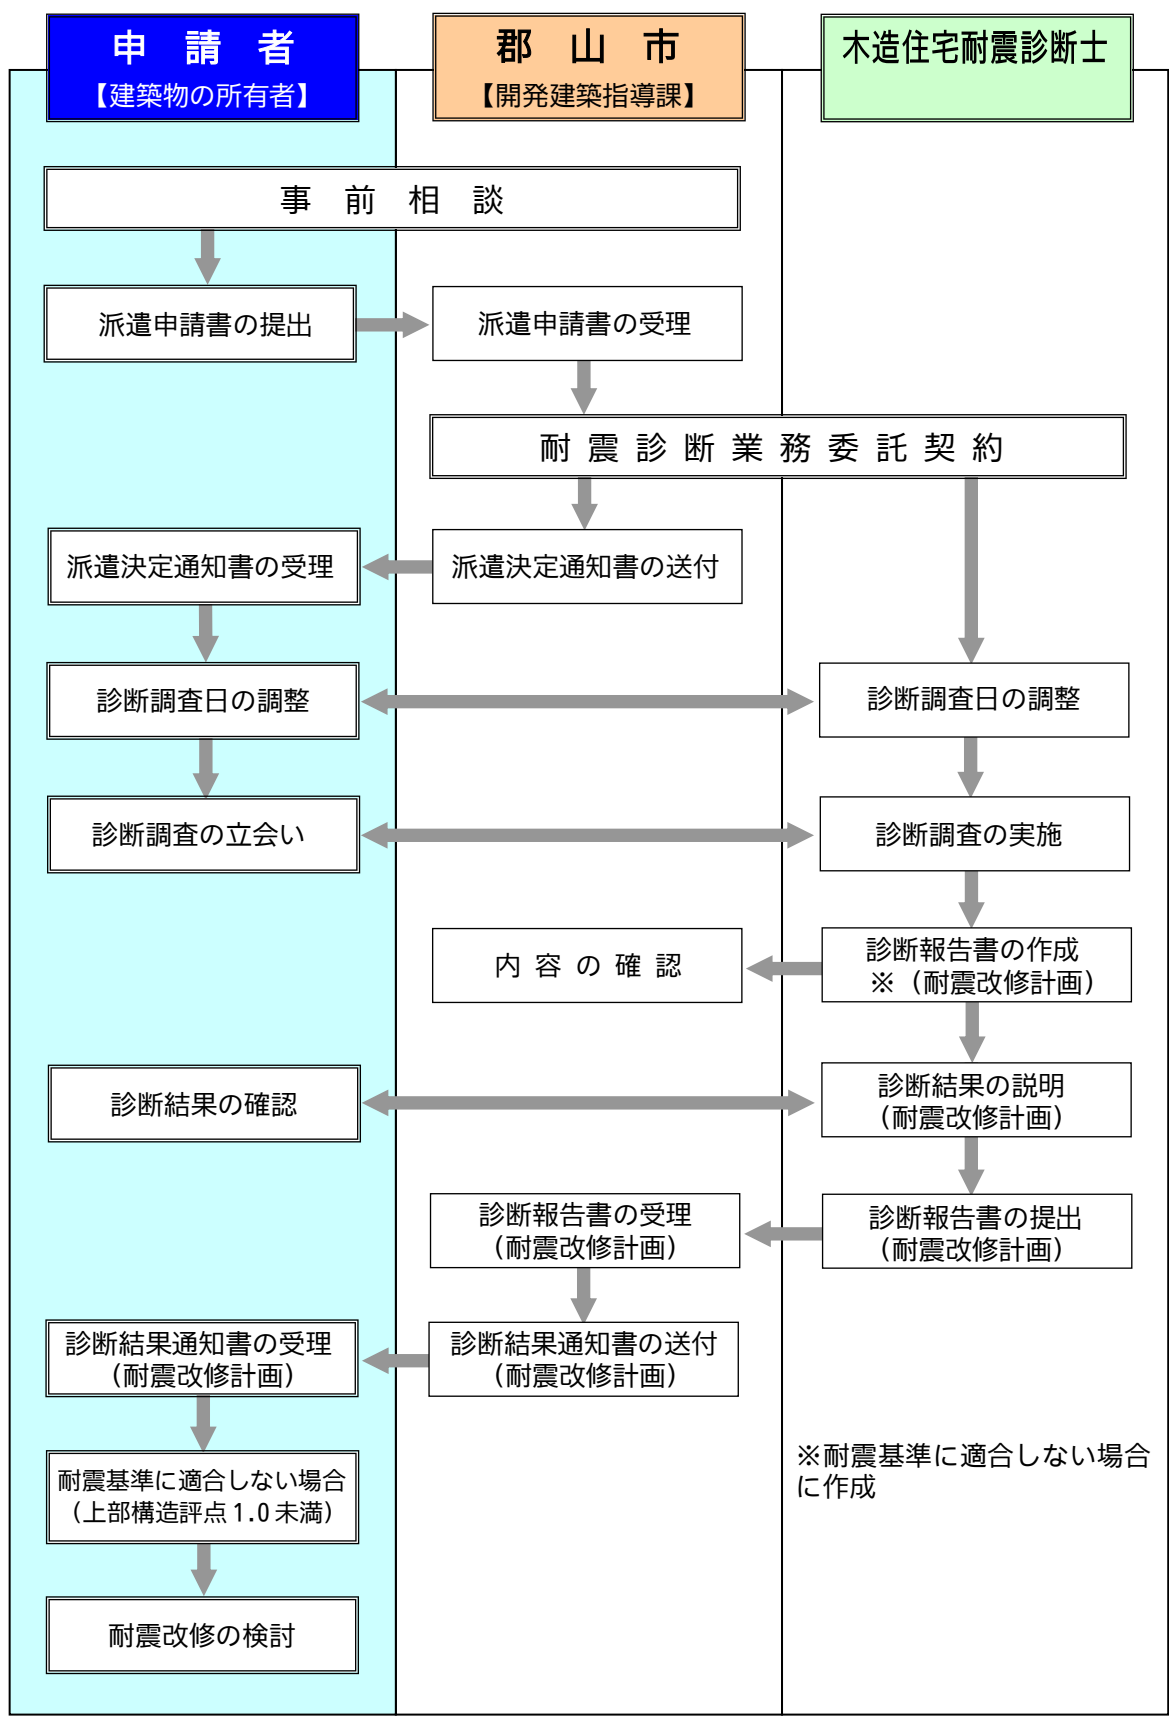 申　請　者
【建築物の所有者】
郡　山　市
【開発建築指導課】
木造住宅耐震診断士
事　前　相　談
派遣申請書の提出
派遣申請書の受理
耐震診断業務委託契約
派遣決定通知書の受理
派遣決定通知書の送付
診断調査日の調整
診断調査日の調整
診断調査の立会い
診断調査の実施
内容の確認
診断報告書の作成
※（耐震改修計画）
診断結果の確認
診断結果の説明
（耐震改修計画）
診断報告書の受理
（耐震改修計画）
診断報告書の提出
（耐震改修計画）
診断結果通知書の受理
（耐震改修計画）
診断結果通知書の送付
（耐震改修計画）
耐震基準に適合しない場合
（上部構造評点1.0未満）
※耐震基準に適合しない場合
に作成
耐震改修の検討